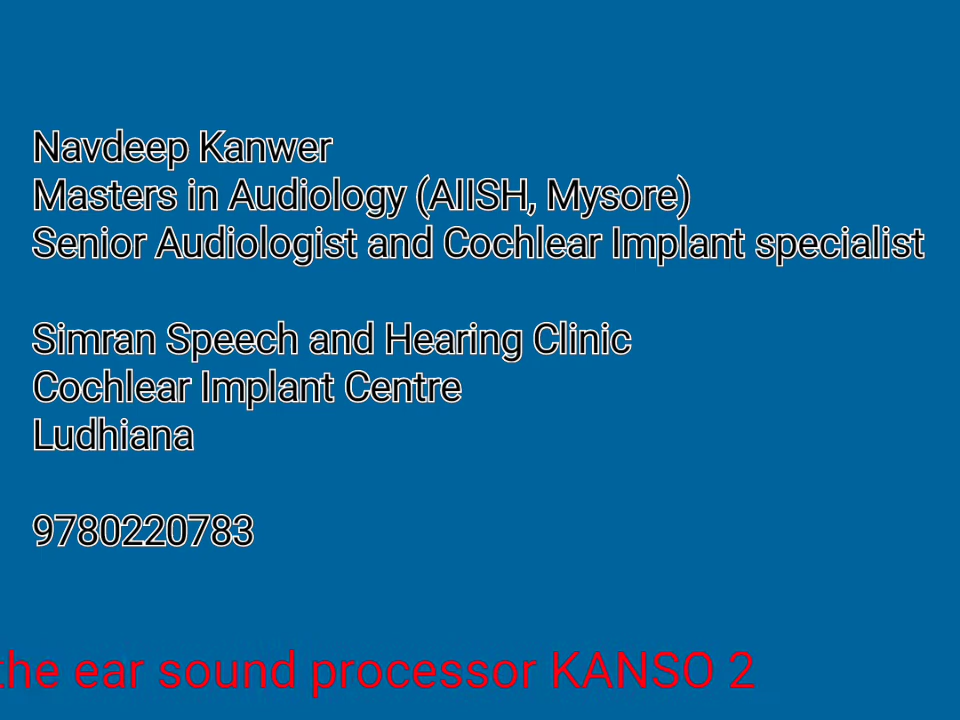 Navdeep Kanwer
Masters in Audiology (AIISH, Mysore)
Senior Audiologist and Cochlear Implant specialist
Simran Speech and Hearing Clinic
Cochlear Implant Centre
Ludhiana
9780220783
the ear sound processor KANSO 2